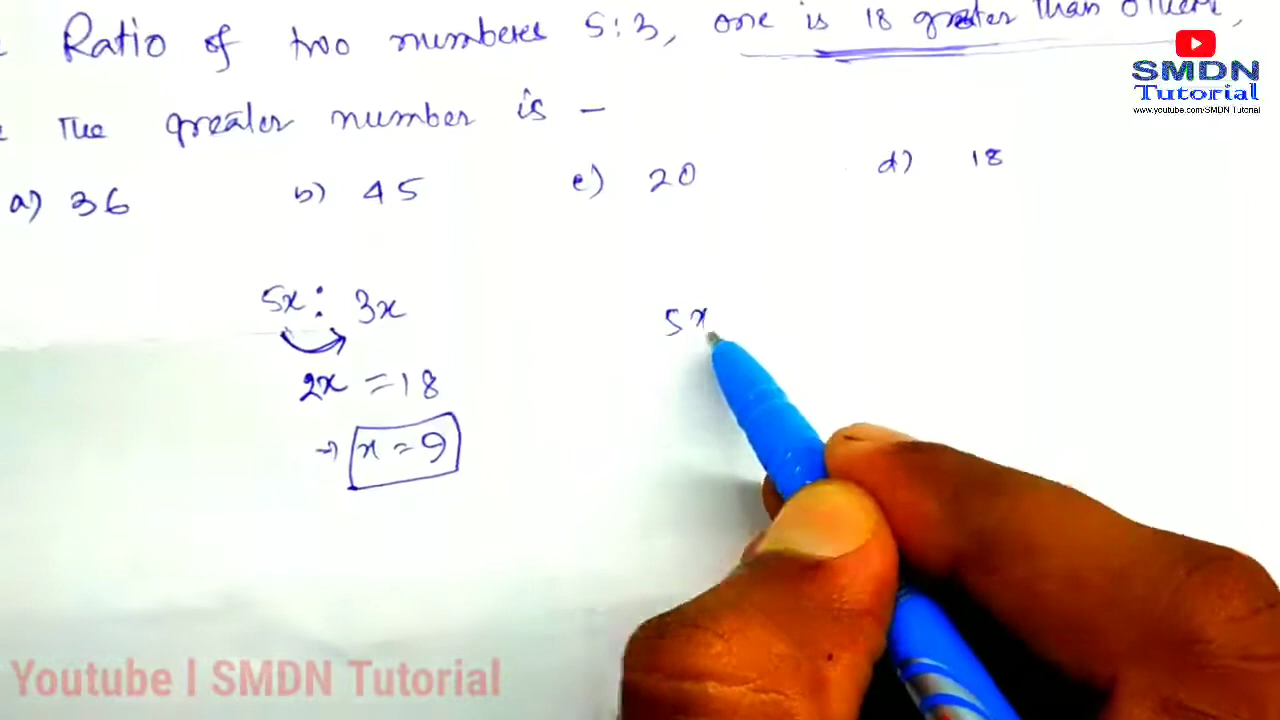 Ratio of two numberes 5:3, one is 18 greater than other,
The greater number is -
a) 36 b) 45 c) 20 d) 18
5x : 3x
5x
2x = 18
→ x = 9
SMDN
Tutorial
www.youtube.com/SMDN Tutorial
Youtube | SMDN Tutorial